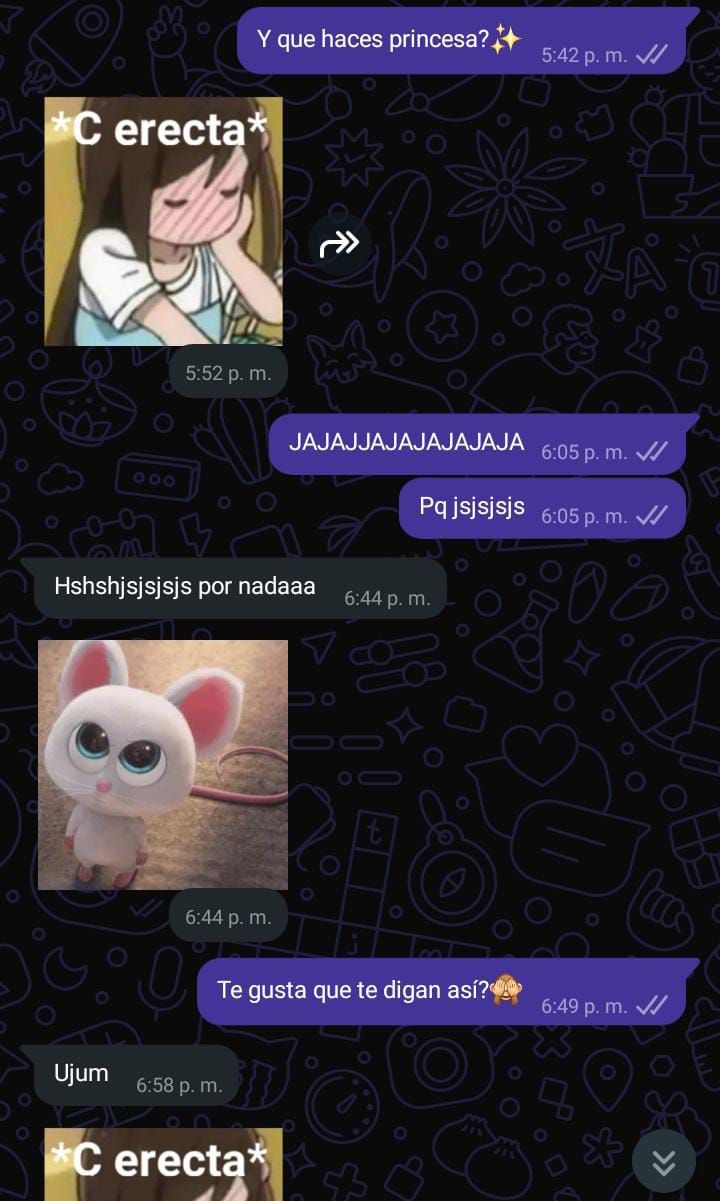 Y que haces princesa?✨ 5:42 p. m.
*C erecta*
5:52 p. m.
JAJAJJAJAJAJAJAJA 6:05 p. m.
Pq jsjsjsjs 6:05 p. m.
Hshshjsjsjsjs por nadaaa 6:44 p. m.
6:44 p. m.
Te gusta que te digan así?🙈 6:49 p. m.
Ujum 6:58 p. m.
*C erecta*